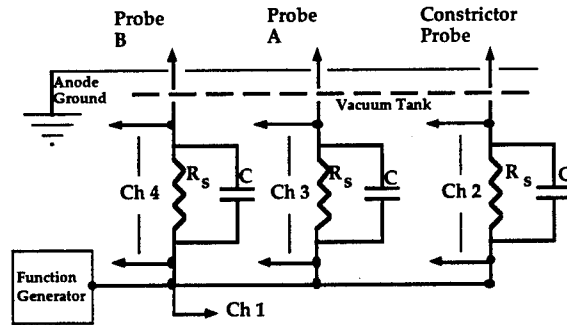 Probe
B
Probe
A
Constrictor
Probe
Anode
Ground
Vacuum Tank
Ch 4
Rs
C
Ch 3
Rs
C
Ch 2
Rs
C
Function
Generator
Ch 1